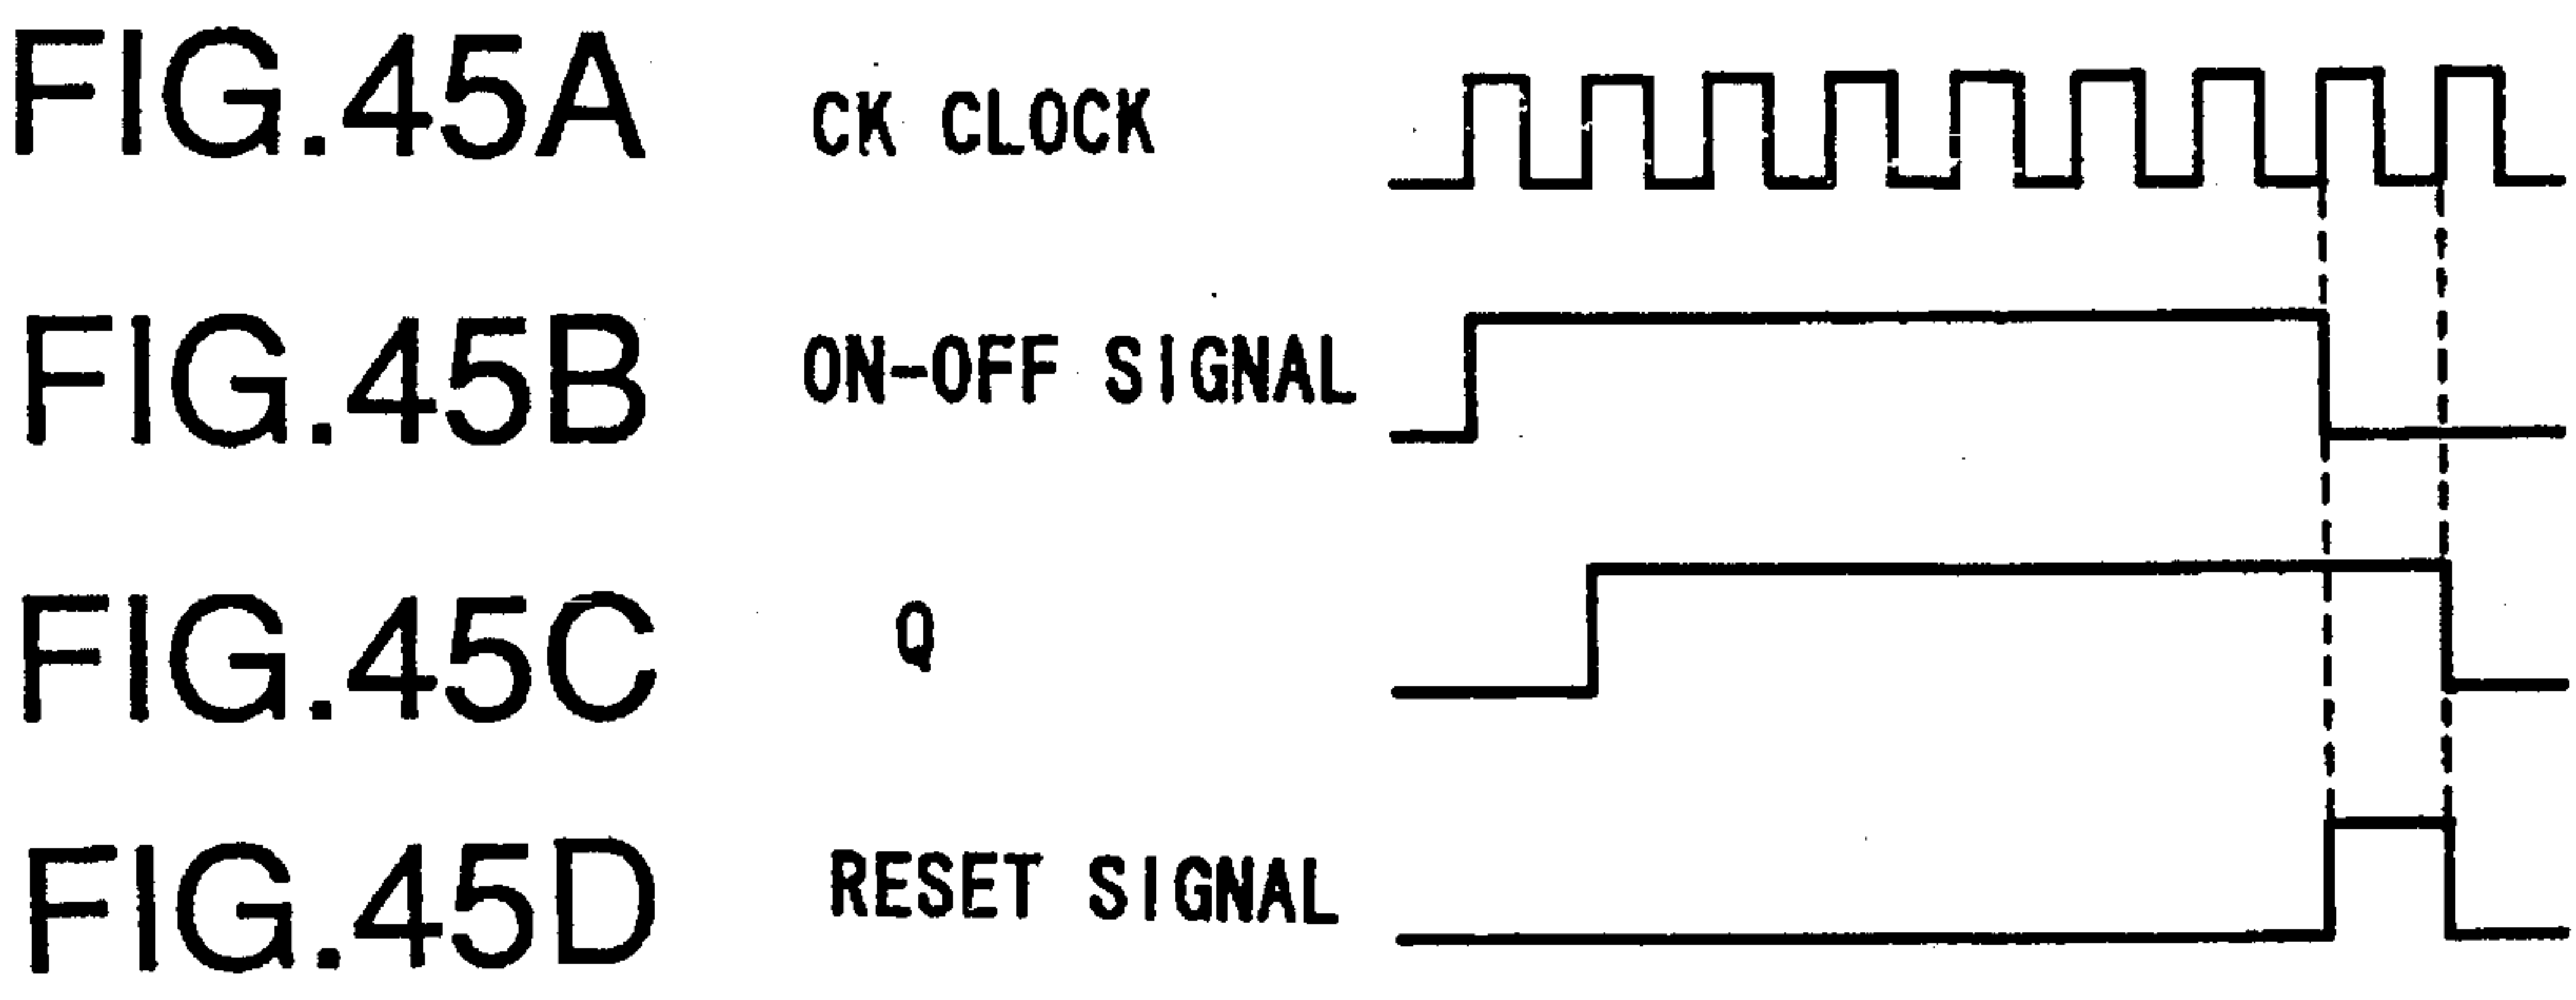 FIG.45A CK CLOCK
FIG.45B ON-OFF SIGNAL
FIG.45C Q
FIG.45D RESET SIGNAL